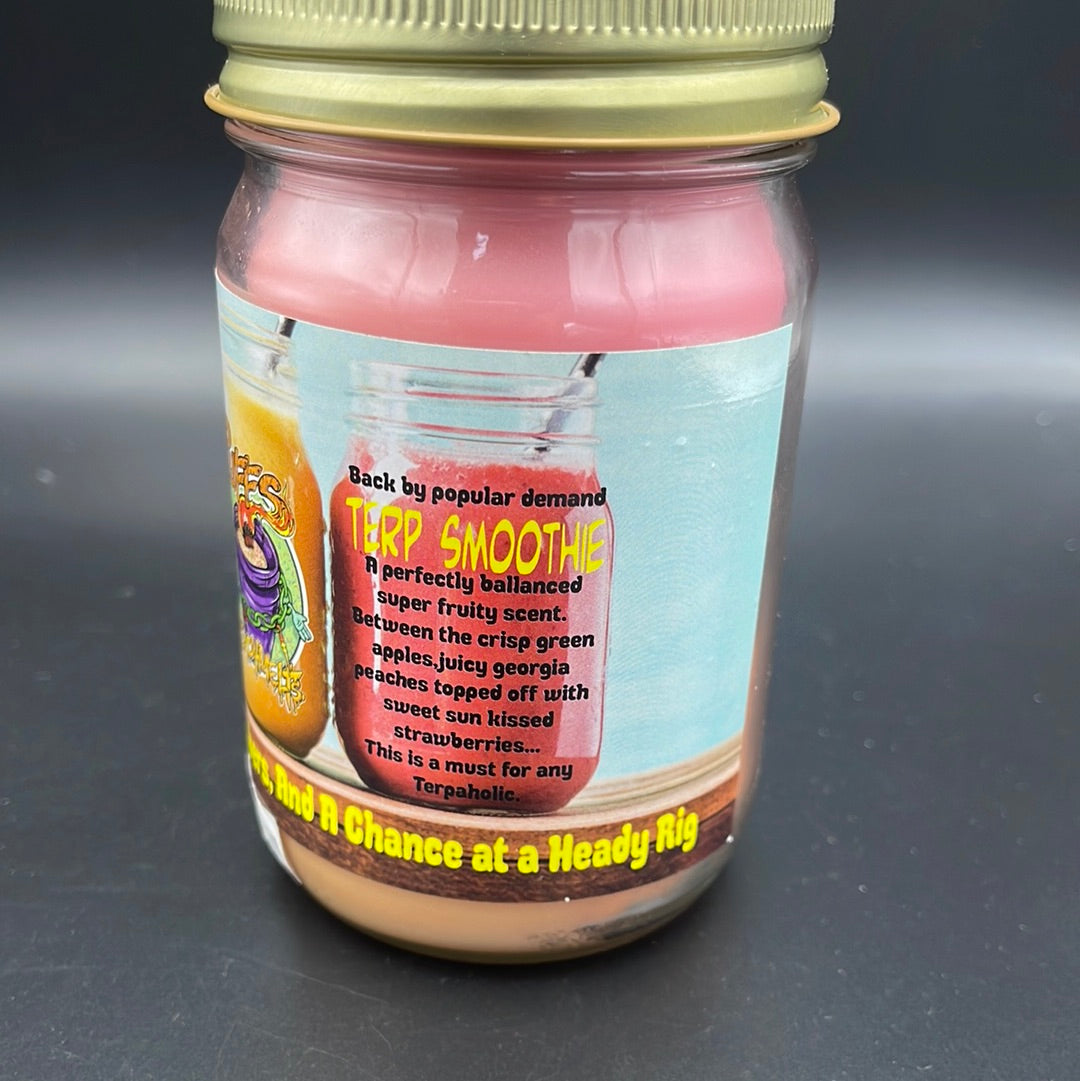 Back by popular demand
TERP SMOOTHIE
A perfectly ballanced
super fruity scent.
Between the crisp green
apples,juicy georgia
peaches topped off with
sweet sun kissed
strawberries...
This is a must for any
Terpaholic.
And A Chance at a Heady Rig